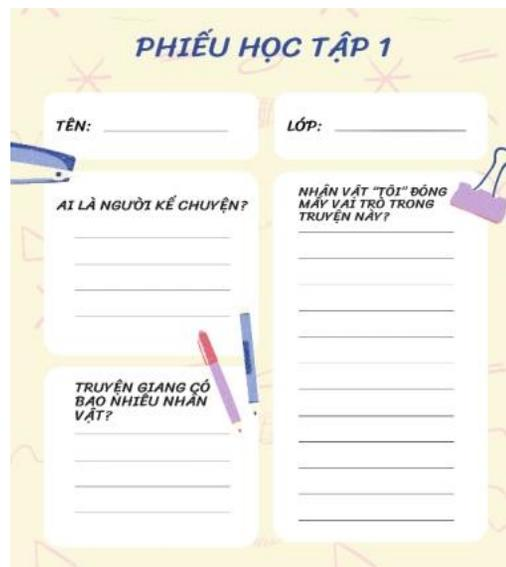 PHIẾU HỌC TẬP 1
TÊN:
LỚP:
AI LÀ NGƯỜI KỂ CHUYỆN?
NHÂN VẬT "TÔI" ĐÓNG
MẤY VAI TRÒ TRONG
TRUYỆN NÀY?
TRUYỆN GIANG CÓ
BAO NHIÊU NHÂN
VẬT?